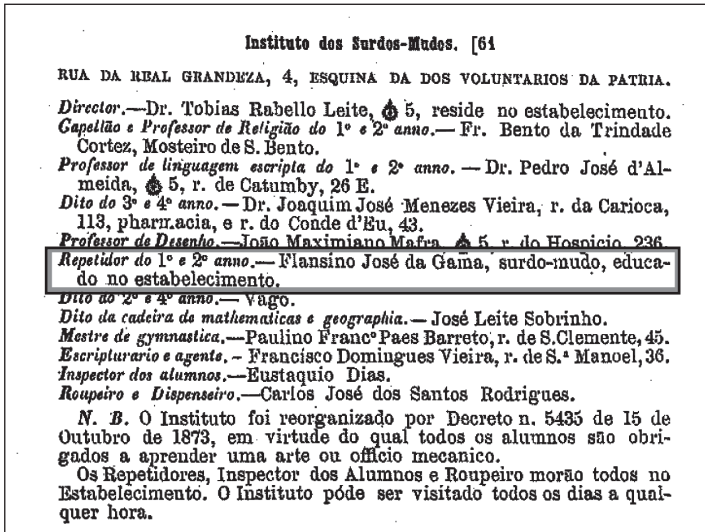 Instituto dos Surdos-Mudos. [61
RUA DA REAL GRANDEZA, 4, ESQUINA DA DOS VOLUNTARIOS DA PATRIA.
Director.—Dr. Tobias Rabello Leite, 5, reside no estabelecimento.
Capellão e Professor de Religião do 1º e 2º anno.—Fr. Bento da Trindade
Cortez, Mosteiro de S. Bento.
Professor de linguagem escripta do 1º e 2º anno.—Dr. Pedro José d'Al-
meida, 5, r. de Catumby, 26 E.
Dito do 3º e 4º anno.—Dr. Joaquim José Menezes Vieira, r. da Carioca,
113, pharmacia, e r. do Conde d'Eu, 43.
Professor de Desenho.—João Maximiano Mafra, 5, r. do Hospicio, 236.
Repetidor do 1º e 2º anno.—Flansino José da Gama, surdo-mudo, educa-
do no estabelecimento.
Dito do 2º e 4º anno.—Vago.
Dito da cadeira de mathematicas e geographia.—José Leite Sobrinho.
Mestre de gymnastica.—Paulino Francº Paes Barreto, r. de S. Clemente, 45.
Escripturario e agente.-Francisco Domingues Vieira, r. de S.ª Manoel, 36.
Inspector dos alumnos.—Eustaquio Dias.
Roupeiro e Dispenseiro.—Carlos José dos Santos Rodrigues.
N. B. O Instituto foi reorganizado por Decreto n. 5435 de 15 de
Outubro de 1873, em virtude do qual todos os alumnos são obri-
gados a aprender uma arte ou officio mecanico.
Os Repetidores, Inspector dos Alumnos e Roupeiro morão todos no
Estabelecimento. O Instituto póde ser visitado todos os dias a qual-
quer hora.